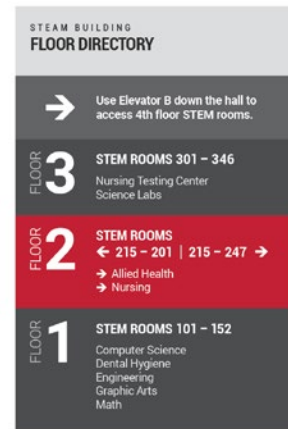 STEAM BUILDING
FLOOR DIRECTORY
→ Use Elevator B down the hall to
access 4th floor STEM rooms.
FLOOR 3
STEM ROOMS 301 – 346
Nursing Testing Center
Science Labs
FLOOR 2
STEM ROOMS
← 215 – 201 | 215 – 247 →
→ Allied Health
→ Nursing
FLOOR 1
STEM ROOMS 101 – 152
Computer Science
Dental Hygiene
Engineering
Graphic Arts
Math